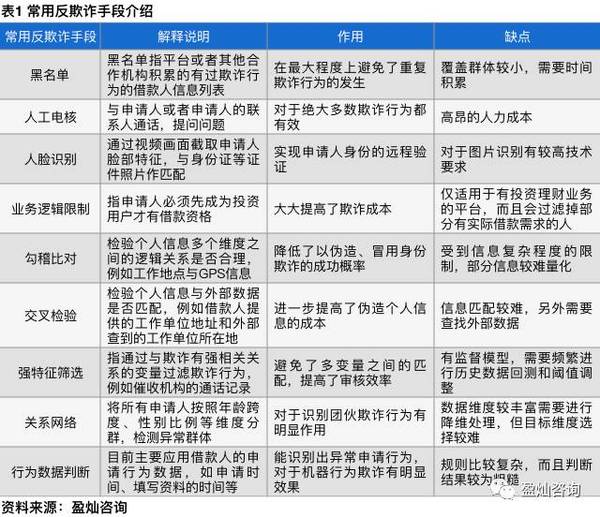 表1 常用反欺诈手段介绍
常用反欺诈手段 解释说明 作用 缺点
黑名单
黑名单指平台或者其他合
作机构积累的有过欺诈行
为的借款人信息列表
在最大程度上避免了重复
欺诈行为的发生
覆盖群体较小，需要时间
积累
人工电核
与申请人或者申请人的联
系人通话，提问问题
对于绝大多数欺诈行为都
有效
高昂的人力成本
人脸识别
通过视频画面截取申请人
脸部特征，与身份证等证
件照片作匹配
实现申请人身份的远程验
证
对于图片识别有较高技术
要求
业务逻辑限制
指申请人必须先成为投资
用户才有借款资格
大大提高了欺诈成本
仅适用于有投资理财业务
的平台，而且会过滤掉部
分有实际借款需求的人
勾稽比对
检验个人信息多个维度之
间的逻辑关系是否合理，
例如工作地点与GPS信息
降低了以伪造、冒用身份
欺诈的成功概率
受到信息复杂程度的限
制，部分信息较难量化
交叉检验
检验个人信息与外部数据
是否匹配，例如借款人提
供的工作单位地址和外部
查到的工作单位所在地
进一步提高了伪造个人信
息的成本
信息匹配较难，另外需要
查找外部数据
强特征筛选
指通过与欺诈有强相关关
系的变量过滤欺诈行为，
例如催收机构的通话记录
避免了多变量之间的匹
配，提高了审核效率
有监督模型，需要频繁进
行历史数据回测和阈值调
整
关系网络
将所有申请人按照年龄跨
度、性别比例等维度分
群，检测异常群体
对于识别团伙欺诈行为有
明显作用
数据维度较丰富需要进行
降维处理，但目标维度选
择较难
行为数据判断
目前主要应用借款人的申
请行为数据，如申请时
间、填写资料的时间等
能识别出异常申请行为，
对于机器行为欺诈有明显
效果
规则比较复杂，而且判断
结果较为粗糙
资料来源：盈灿咨询
盈灿咨询